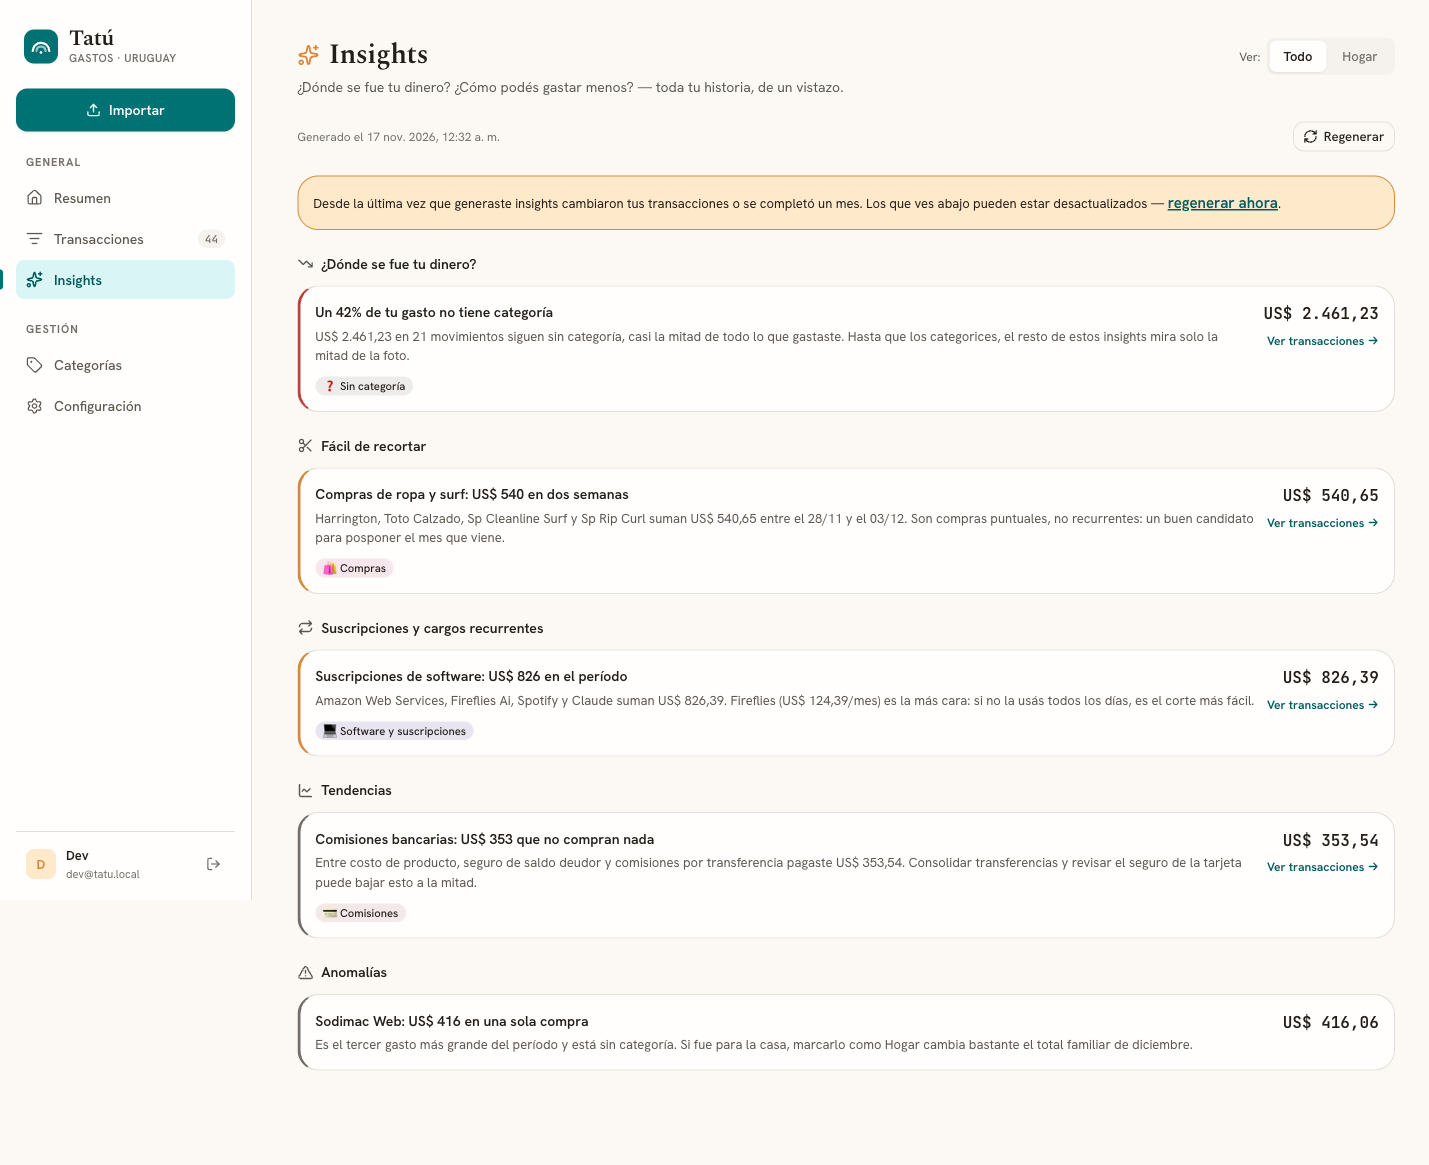 Tatú
GASTOS · URUGUAY
Importar
GENERAL
Resumen
Transacciones 44
Insights
GESTIÓN
Categorías
Configuración
D
Dev
dev@tatu.local
Insights
Ver: Todo Hogar
¿Dónde se fue tu dinero? ¿Cómo podés gastar menos? — toda tu historia, de un vistazo.
Generado el 17 nov. 2026, 12:32 a. m.
Regenerar
Desde la última vez que generaste insights cambiaron tus transacciones o se completó un mes. Los que ves abajo pueden estar desactualizados — regenerar ahora.
¿Dónde se fue tu dinero?
Un 42% de tu gasto no tiene categoría
US$ 2.461,23
US$ 2.461,23 en 21 movimientos siguen sin categoría, casi la mitad de todo lo que gastaste. Hasta que los categorices, el resto de estos insights mira solo la
mitad de la foto.
Ver transacciones →
❓ Sin categoría
Fácil de recortar
Compras de ropa y surf: US$ 540 en dos semanas
US$ 540,65
Harrington, Toto Calzado, Sp Cleanline Surf y Sp Rip Curl suman US$ 540,65 entre el 28/11 y el 03/12. Son compras puntuales, no recurrentes: un buen candidato
para posponer el mes que viene.
Ver transacciones →
🛍️ Compras
Suscripciones y cargos recurrentes
Suscripciones de software: US$ 826 en el período
US$ 826,39
Amazon Web Services, Fireflies Ai, Spotify y Claude suman US$ 826,39. Fireflies (US$ 124,39/mes) es la más cara: si no la usás todos los días, es el corte más fácil.
Ver transacciones →
💻 Software y suscripciones
Tendencias
Comisiones bancarias: US$ 353 que no compran nada
US$ 353,54
Entre costo de producto, seguro de saldo deudor y comisiones por transferencia pagaste US$ 353,54. Consolidar transferencias y revisar el seguro de la tarjeta
puede bajar esto a la mitad.
Ver transacciones →
💳 Comisiones
Anomalías
Sodimac Web: US$ 416 en una sola compra
US$ 416,06
Es el tercer gasto más grande del período y está sin categoría. Si fue para la casa, marcarlo como Hogar cambia bastante el total familiar de diciembre.